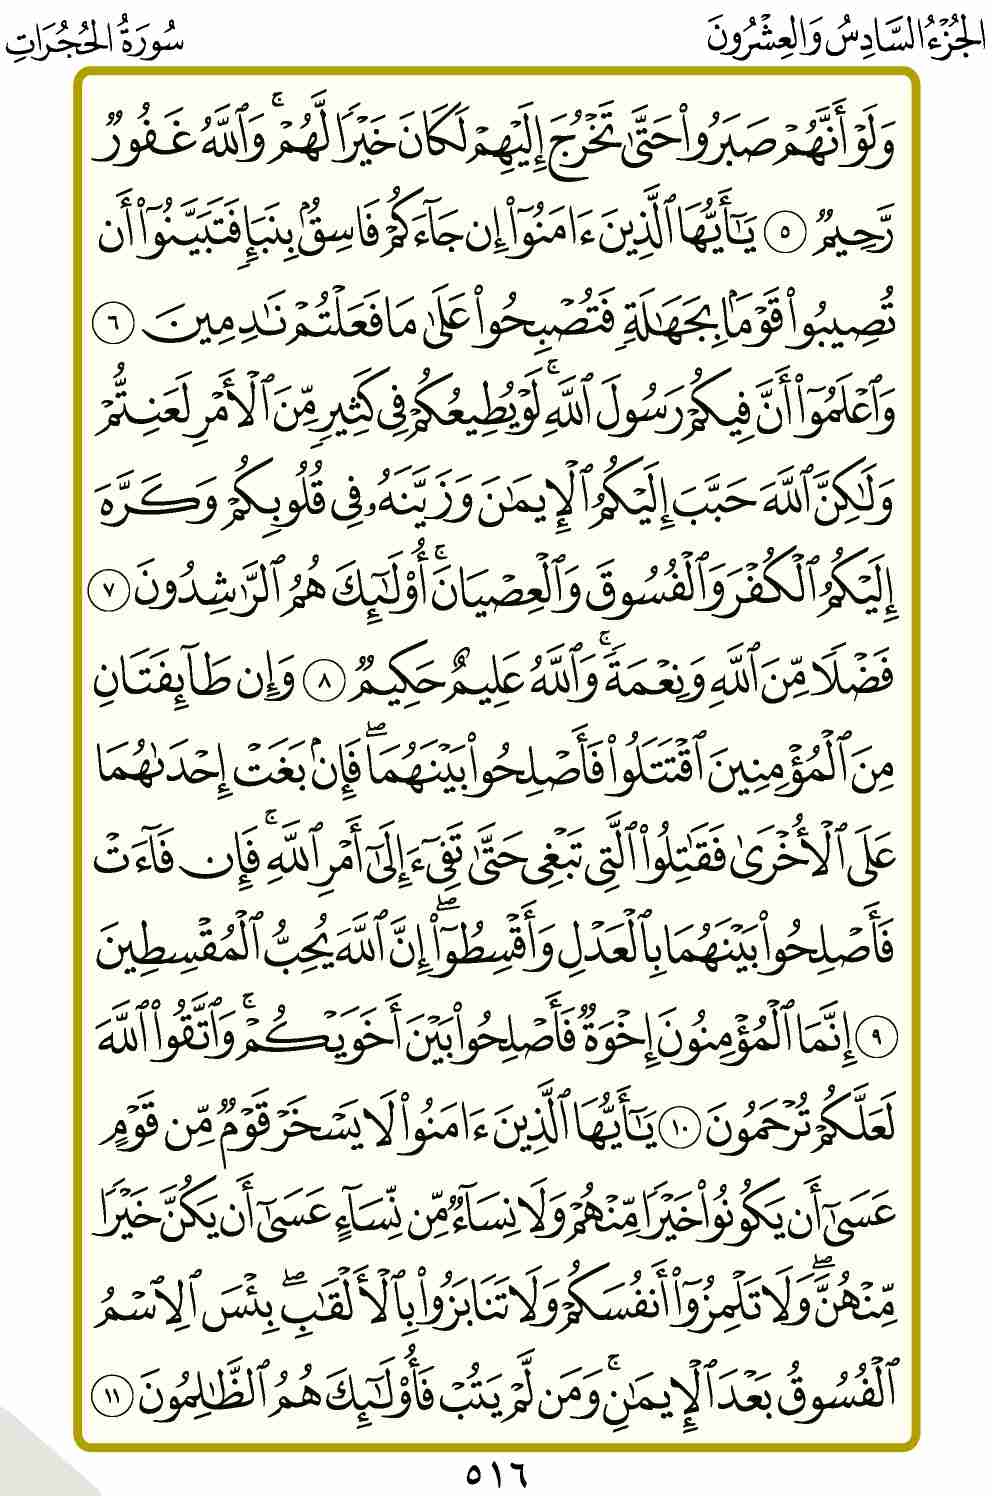 الجُزْءُ السَّادِسُ وَالعِشْرُونَ
سُورَةُ الحُجُرَاتِ
وَلَوْ أَنَّهُمْ صَبَرُوا۟ حَتَّىٰ تَخْرُجَ إِلَيْهِمْ لَكَانَ خَيْرًا لَّهُمْ ۚ وَٱللَّهُ غَفُورٌ
رَّحِيمٌ ٥ يَـٰٓأَيُّهَا ٱلَّذِينَ ءَامَنُوٓا۟ إِن جَآءَكُمْ فَاسِقٌۢ بِنَبَإٍ فَتَبَيَّنُوٓا۟ أَن
تُصِيبُوا۟ قَوْمًۢا بِجَهَـٰلَةٍ فَتُصْبِحُوا۟ عَلَىٰ مَا فَعَلْتُمْ نَـٰدِمِينَ ٦
وَٱعْلَمُوٓا۟ أَنَّ فِيكُمْ رَسُولَ ٱللَّهِ ۚ لَوْ يُطِيعُكُمْ فِى كَثِيرٍ مِّنَ ٱلْأَمْرِ لَعَنِتُّمْ
وَلَـٰكِنَّ ٱللَّهَ حَبَّبَ إِلَيْكُمُ ٱلْإِيمَـٰنَ وَزَيَّنَهُۥ فِى قُلُوبِكُمْ وَكَرَّهَ
إِلَيْكُمُ ٱلْكُفْرَ وَٱلْفُسُوقَ وَٱلْعِصْيَانَ ۚ أُو۟لَـٰٓئِكَ هُمُ ٱلرَّٰشِدُونَ ٧
فَضْلًا مِّنَ ٱللَّهِ وَنِعْمَةً ۚ وَٱللَّهُ عَلِيمٌ حَكِيمٌ ٨ وَإِن طَآئِفَتَانِ
مِنَ ٱلْمُؤْمِنِينَ ٱقْتَتَلُوا۟ فَأَصْلِحُوا۟ بَيْنَهُمَا ۖ فَإِنۢ بَغَتْ إِحْدَىٰهُمَا
عَلَى ٱلْأُخْرَىٰ فَقَـٰتِلُوا۟ ٱلَّتِى تَبْغِى حَتَّىٰ تَفِىٓءَ إِلَىٰٓ أَمْرِ ٱللَّهِ ۚ فَإِن فَآءَتْ
فَأَصْلِحُوا۟ بَيْنَهُمَا بِٱلْعَدْلِ وَأَقْسِطُوٓا۟ ۖ إِنَّ ٱللَّهَ يُحِبُّ ٱلْمُقْسِطِينَ
٩ إِنَّمَا ٱلْمُؤْمِنُونَ إِخْوَةٌ فَأَصْلِحُوا۟ بَيْنَ أَخَوَيْكُمْ ۚ وَٱتَّقُوا۟ ٱللَّهَ
لَعَلَّكُمْ تُرْحَمُونَ ١٠ يَـٰٓأَيُّهَا ٱلَّذِينَ ءَامَنُوا۟ لَا يَسْخَرْ قَوْمٌ مِّن قَوْمٍ
عَسَىٰٓ أَن يَكُونُوا۟ خَيْرًا مِّنْهُمْ وَلَا نِسَآءٌ مِّن نِّسَآءٍ عَسَىٰٓ أَن يَكُنَّ خَيْرًا
مِّنْهُنَّ ۖ وَلَا تَلْمِزُوٓا۟ أَنفُسَكُمْ وَلَا تَنَابَزُوا۟ بِٱلْأَلْقَـٰبِ ۖ بِئْسَ ٱلِٱسْمُ
ٱلْفُسُوقُ بَعْدَ ٱلْإِيمَـٰنِ ۚ وَمَن لَّمْ يَتُبْ فَأُو۟لَـٰٓئِكَ هُمُ ٱلظَّـٰلِمُونَ ١١
٥١٦